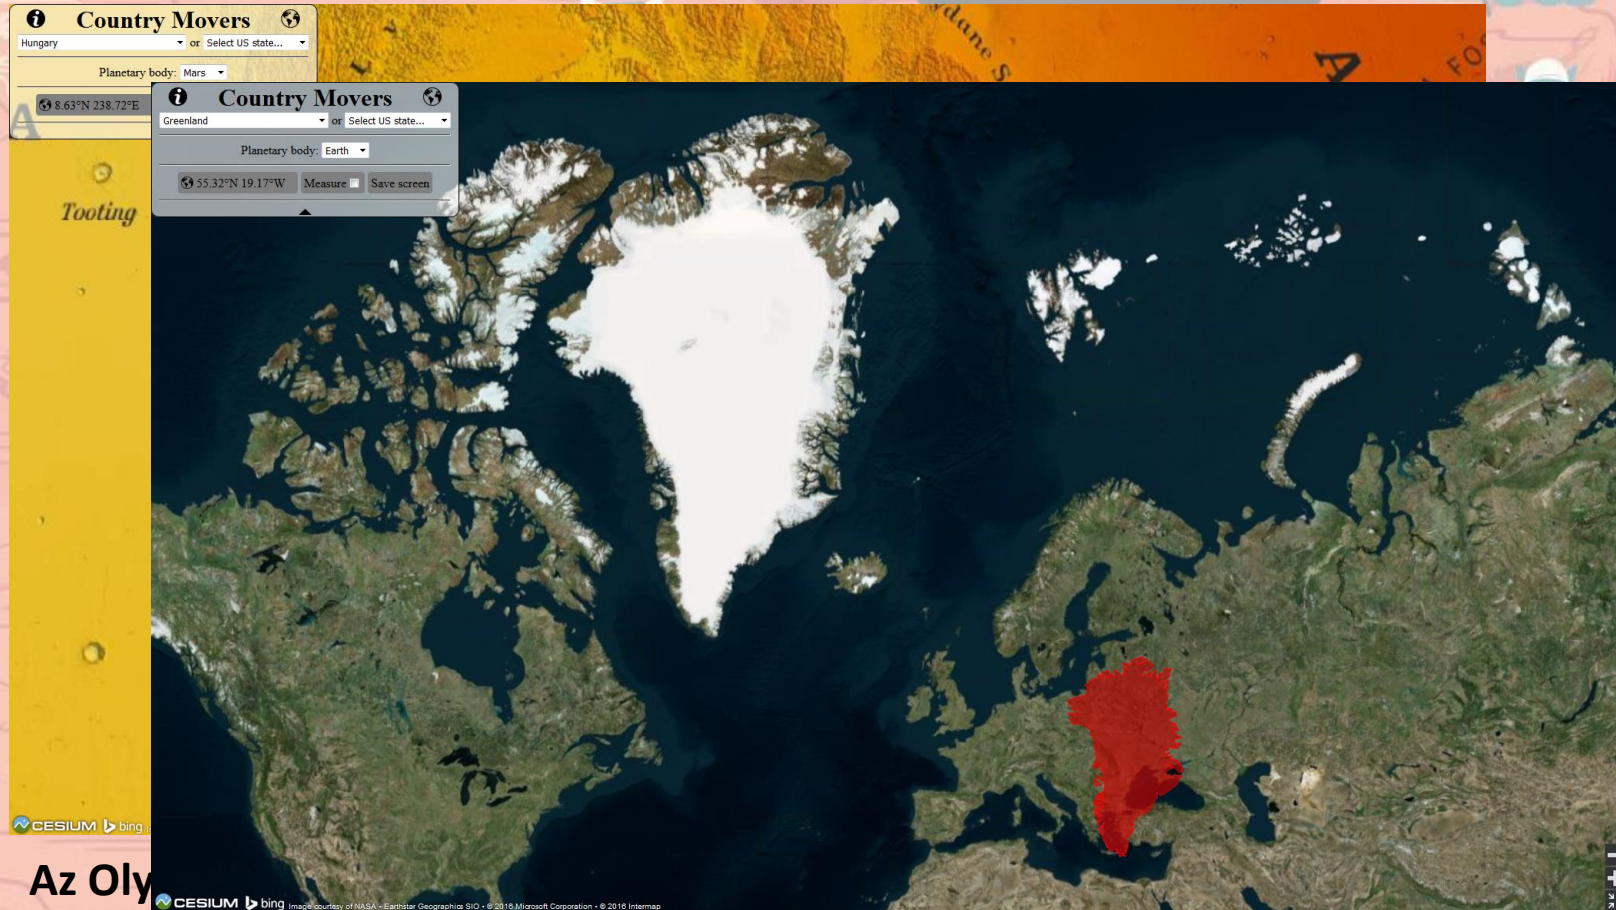 Country Movers
Hungary or Select US state...
Planetary body: Mars
8.63°N 238.72°E
A
Tooting
CESIUM bing
Az Oly
Country Movers
Greenland or Select US state...
Planetary body: Earth
55.32°N 19.17°W Measure Save screen
CESIUM bing Image courtesy of NASA • Earthstar Geographics SIO • © 2016 Microsoft Corporation • © 2016 Intermap
ydane S
A
FOS